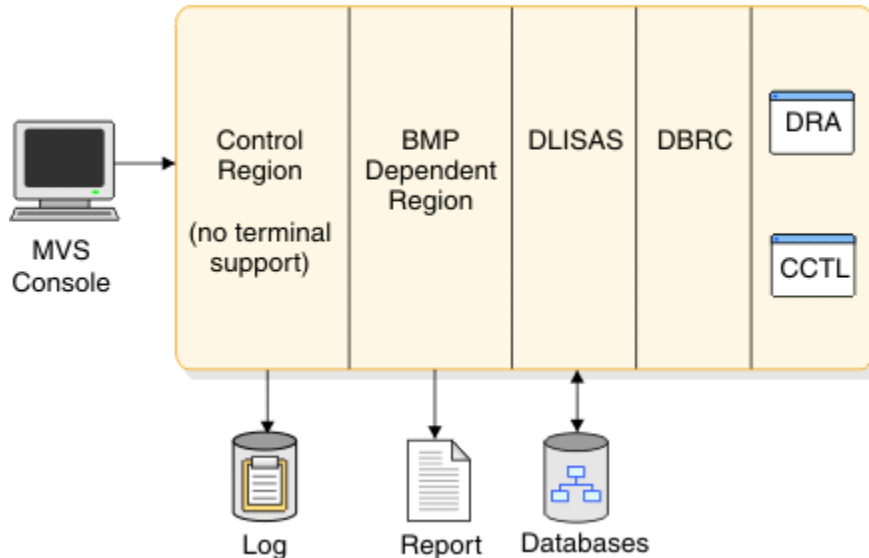 MVS
Console
Control
Region
(no terminal
support)
BMP
Dependent
Region
DLISAS
DBRC
DRA
CCTL
Log
Report
Databases